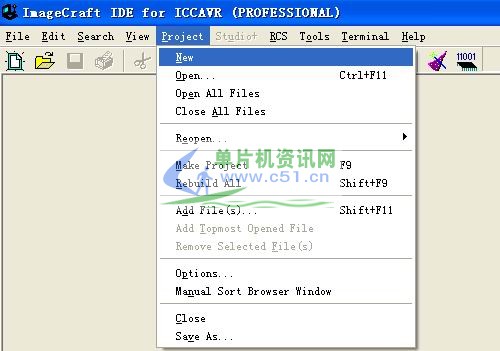 ImageCraft IDE for ICCAVR (PROFESSIONAL)
File Edit Search View Project Studio+ RCS Tools Terminal Help
11001
New
Open... Ctrl+F11
Open All Files
Close All Files
Reopen...
Make Project F9
Rebuild All Shift+F9
Add File(s)... Shift+F11
Add Topmost Opened File
Remove Selected File(s)
Options...
Manual Sort Browser Window
Close
Save As...
单片机资讯网
www.c51.cn